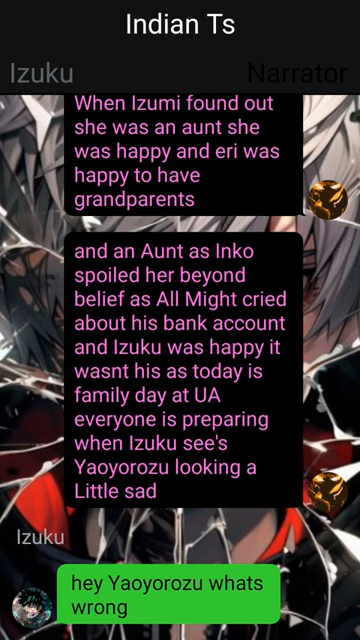 Indian Ts
Izuku
Narrator
When Izumi found out
she was an aunt she
was happy and eri was
happy to have
grandparents
and an Aunt as Inko
spoiled her beyond
belief as All Might cried
about his bank account
and Izuku was happy it
wasnt his as today is
family day at UA
everyone is preparing
when Izuku see's
Yaoyorozu looking a
Little sad
Izuku
hey Yaoyorozu whats
wrong